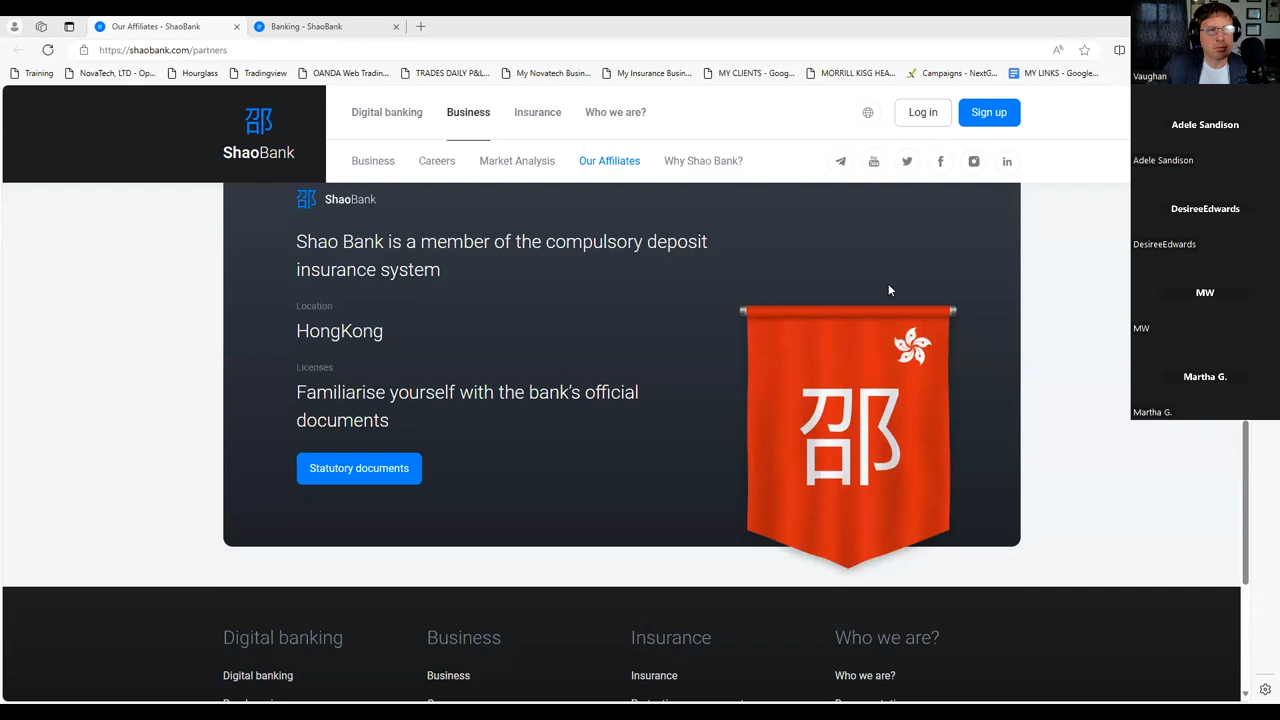 Our Affiliates - ShaoBank
Banking - ShaoBank
https://shaobank.com/partners
Training
NovaTech, LTD - Op...
Hourglass
Tradingview
OANDA Web Tradin...
TRADES DAILY P&L...
My Novatech Busin...
My Insurance Busin...
MY CLIETS - Goog...
MORRILL KISG HEA...
Campaigns - NextG...
MY LINKS - Google...
邵
ShaoBank
Digital banking
Business
Insurance
Who we are?
Log in
Sign up
Business
Careers
Market Analysis
Our Affiliates
Why Shao Bank?
邵 ShaoBank
Shao Bank is a member of the compulsory deposit
insurance system
Location
HongKong
Licenses
Familiarise yourself with the bank's official
documents
Statutory documents
邵
Digital banking
Business
Insurance
Who we are?
Digital banking
Business
Insurance
Who we are?
Vaughan
Adele Sandison
Adele Sandison
DesireeEdwards
DesireeEdwards
MW
MW
Martha G.
Martha G.